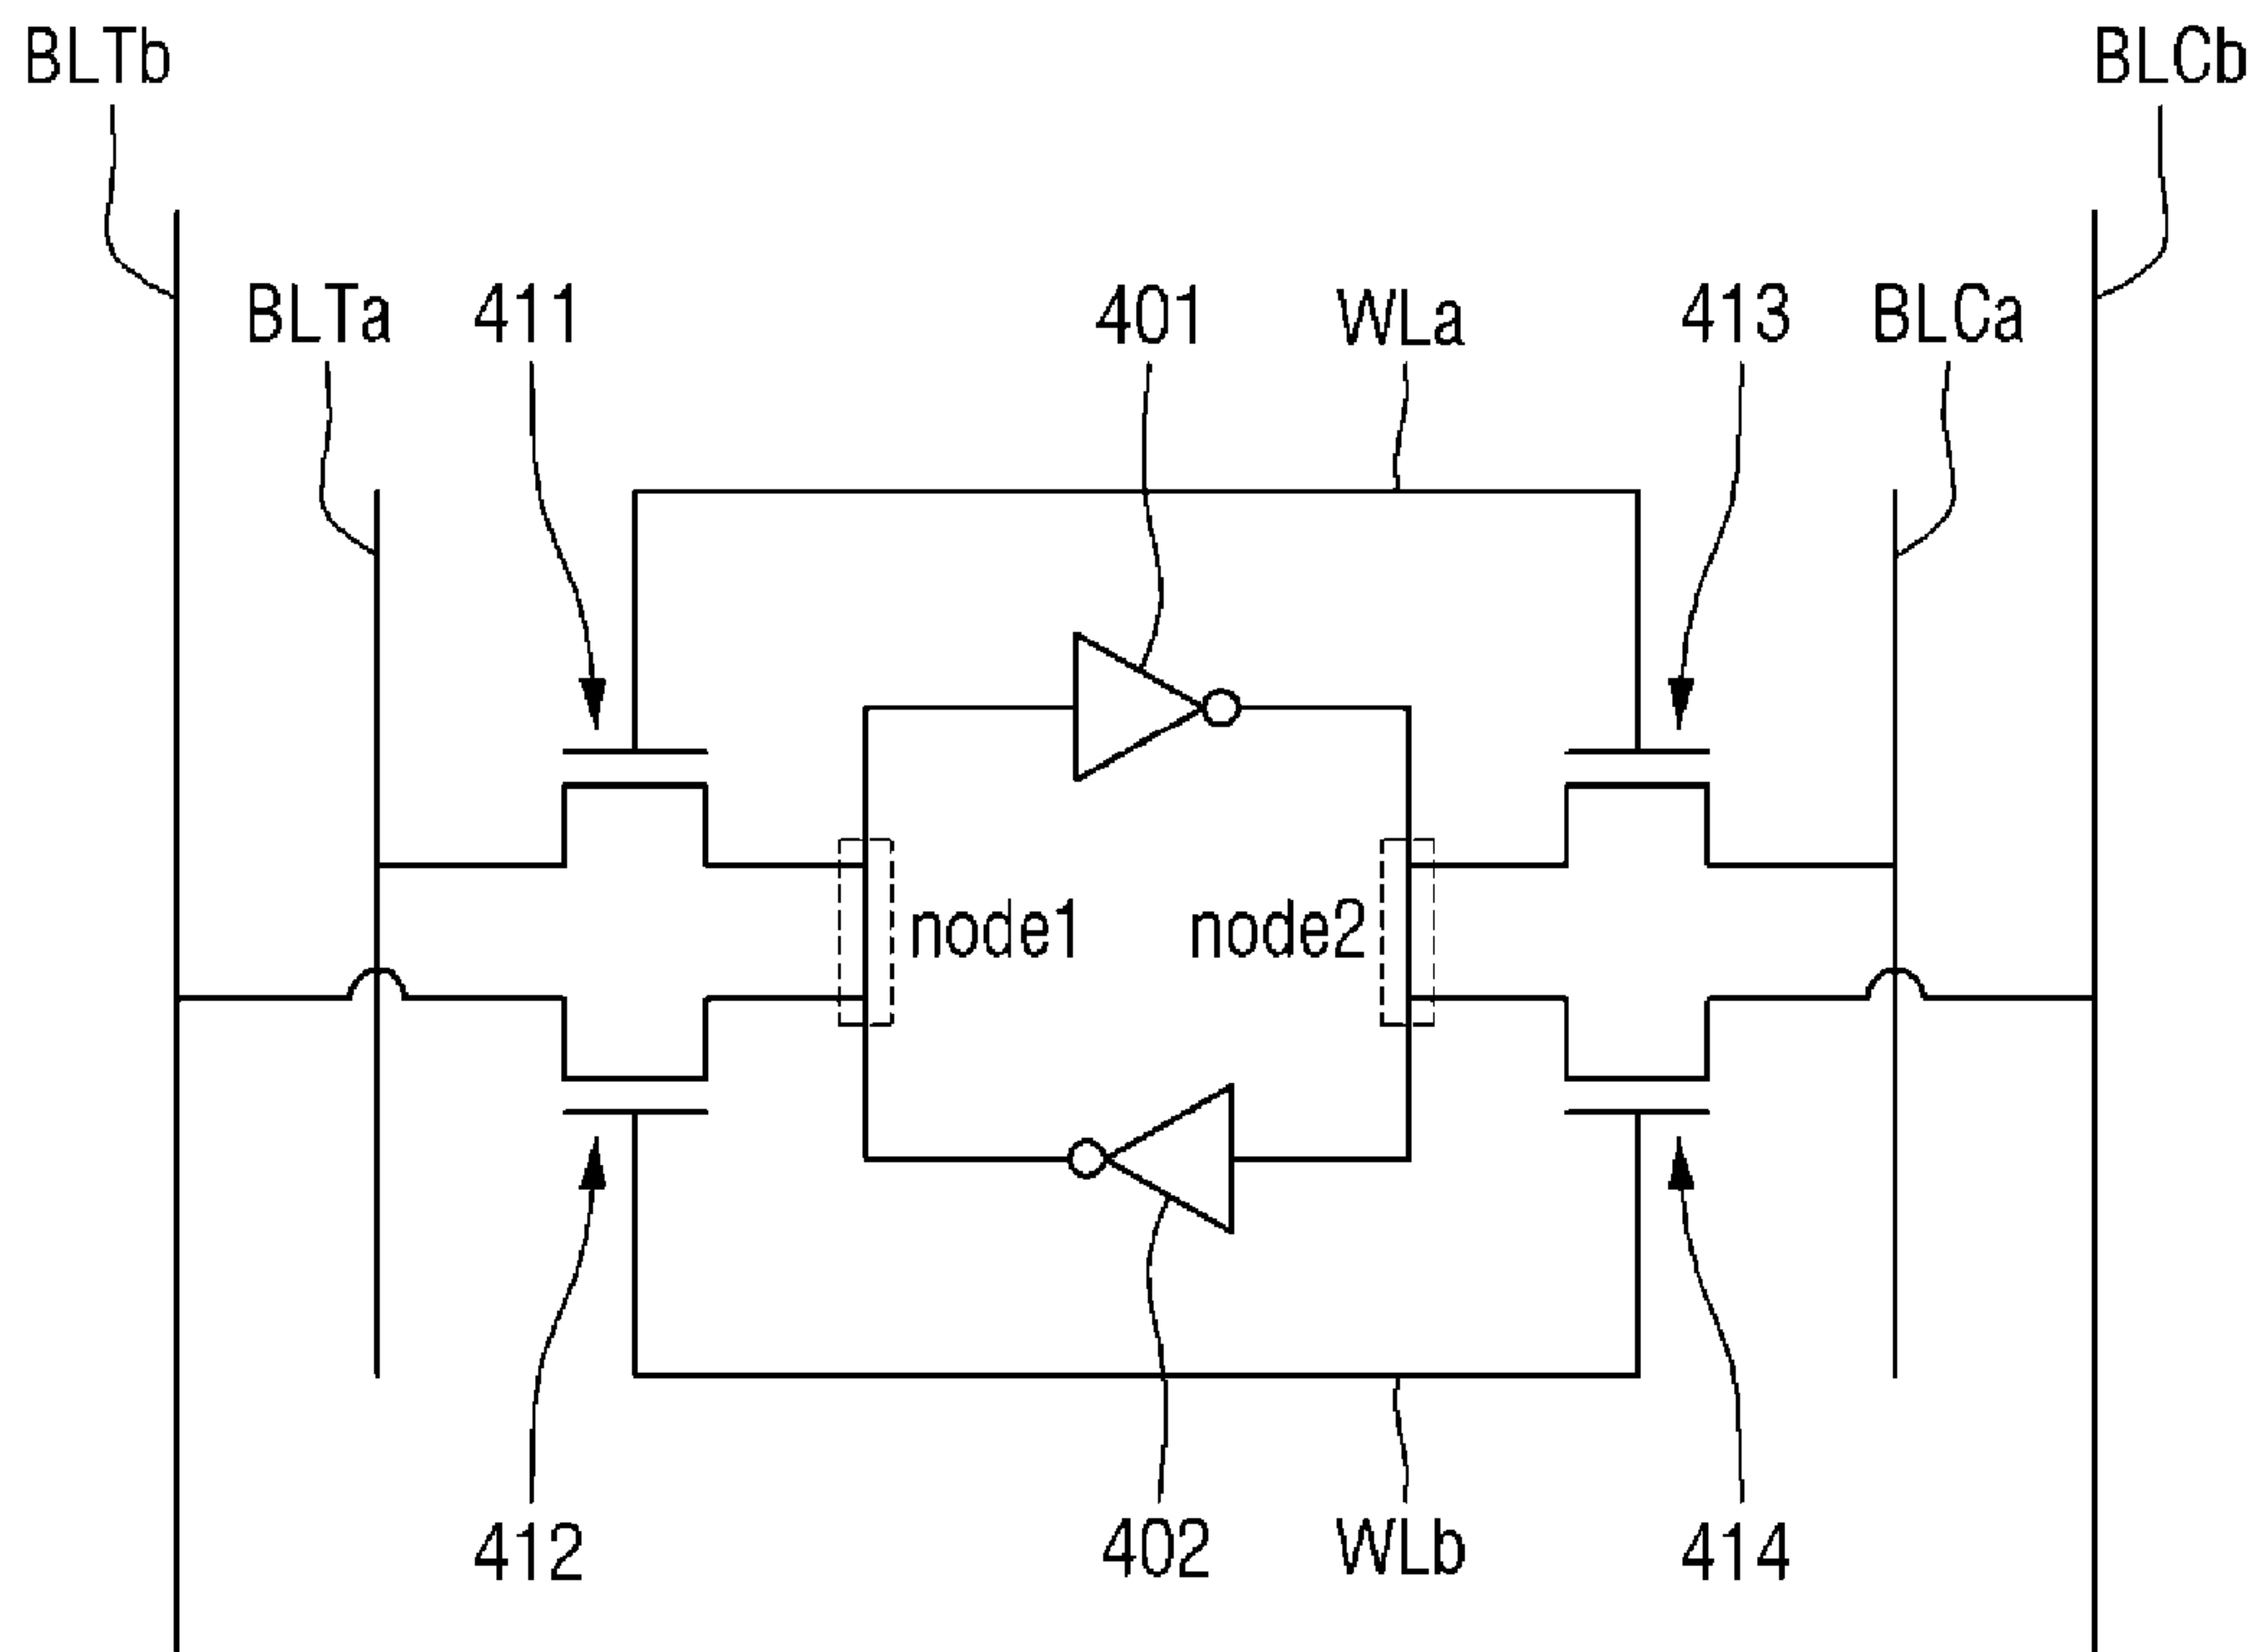 BLTb
BLCb
BLTa
411
401
WLa
413
BLCa
node1
node2
412
402
WLb
414